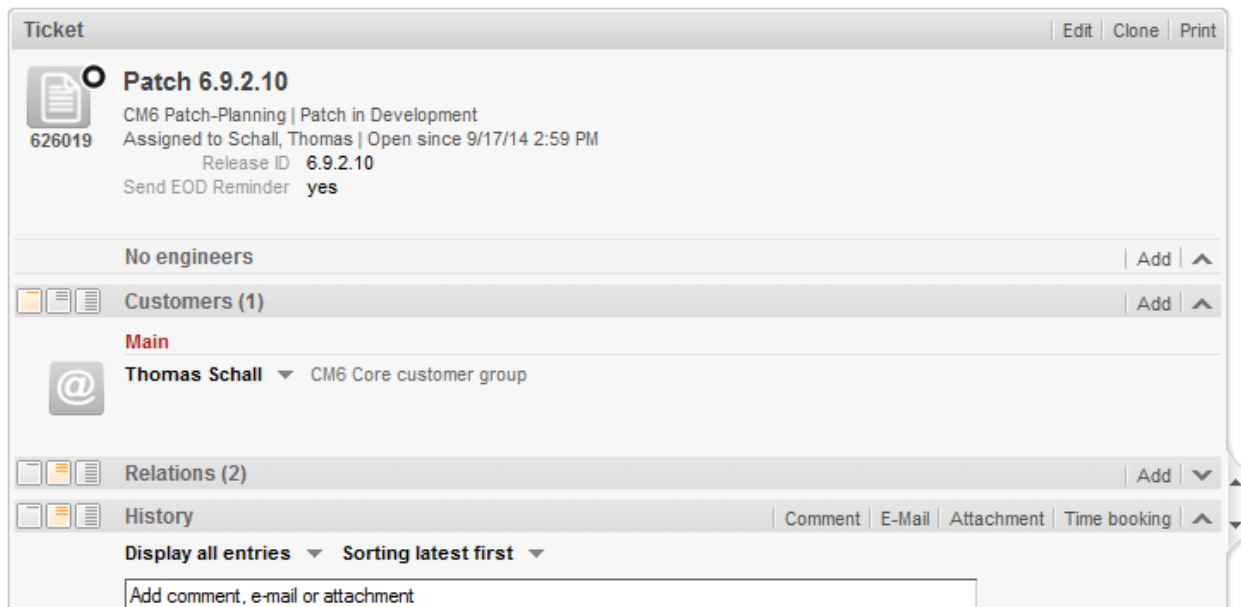 Ticket Edit Clone Print
Patch 6.9.2.10
CM6 Patch-Planning | Patch in Development
626019 Assigned to Schall, Thomas | Open since 9/17/14 2:59 PM
Release ID 6.9.2.10
Send EOD Reminder yes
No engineers Add
Customers (1) Add
Main
@ Thomas Schall CM6 Core customer group
Relations (2) Add
History Comment E-Mail Attachment Time booking
Display all entries Sorting latest first
Add comment, e-mail or attachment